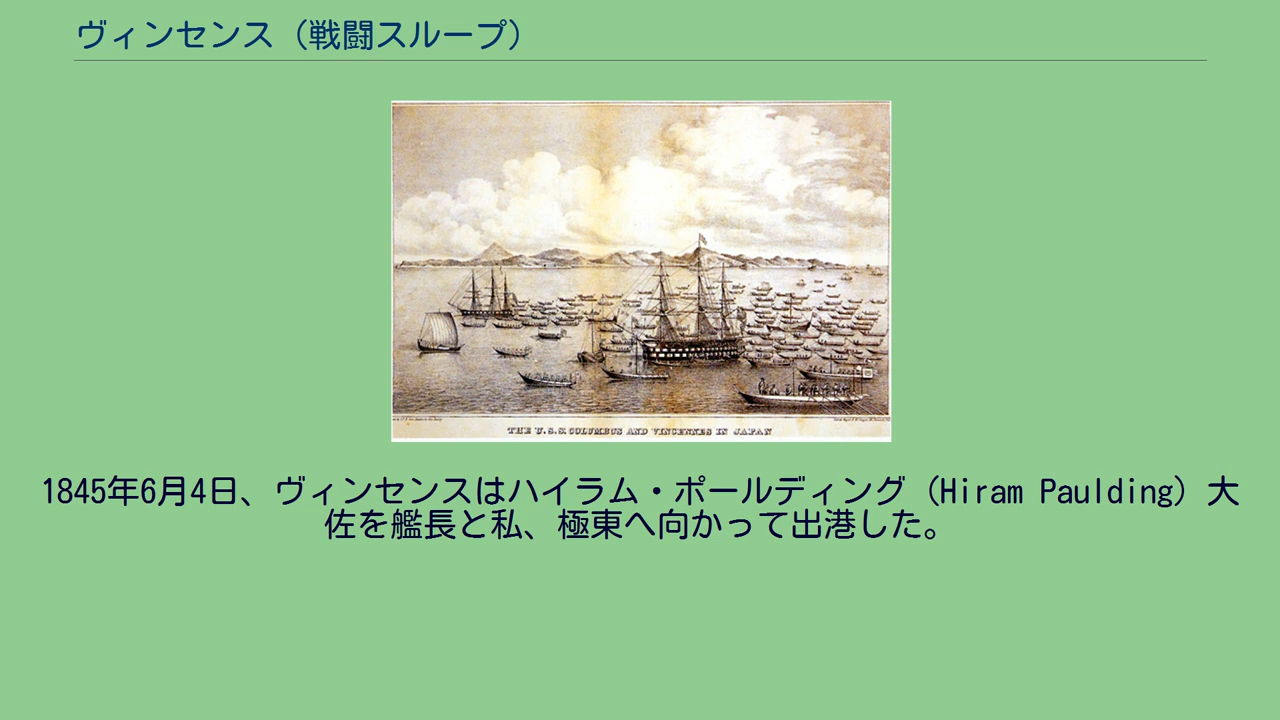 ヴィンセンス（戦闘スループ）
THE U.S.S. COLUMBUS AND VINCENNES IN JAPAN
1845年6月4日、ヴィンセンスはハイラム・ポールディング（Hiram Paulding）大
佐を艦長と私、極東へ向かって出港した。